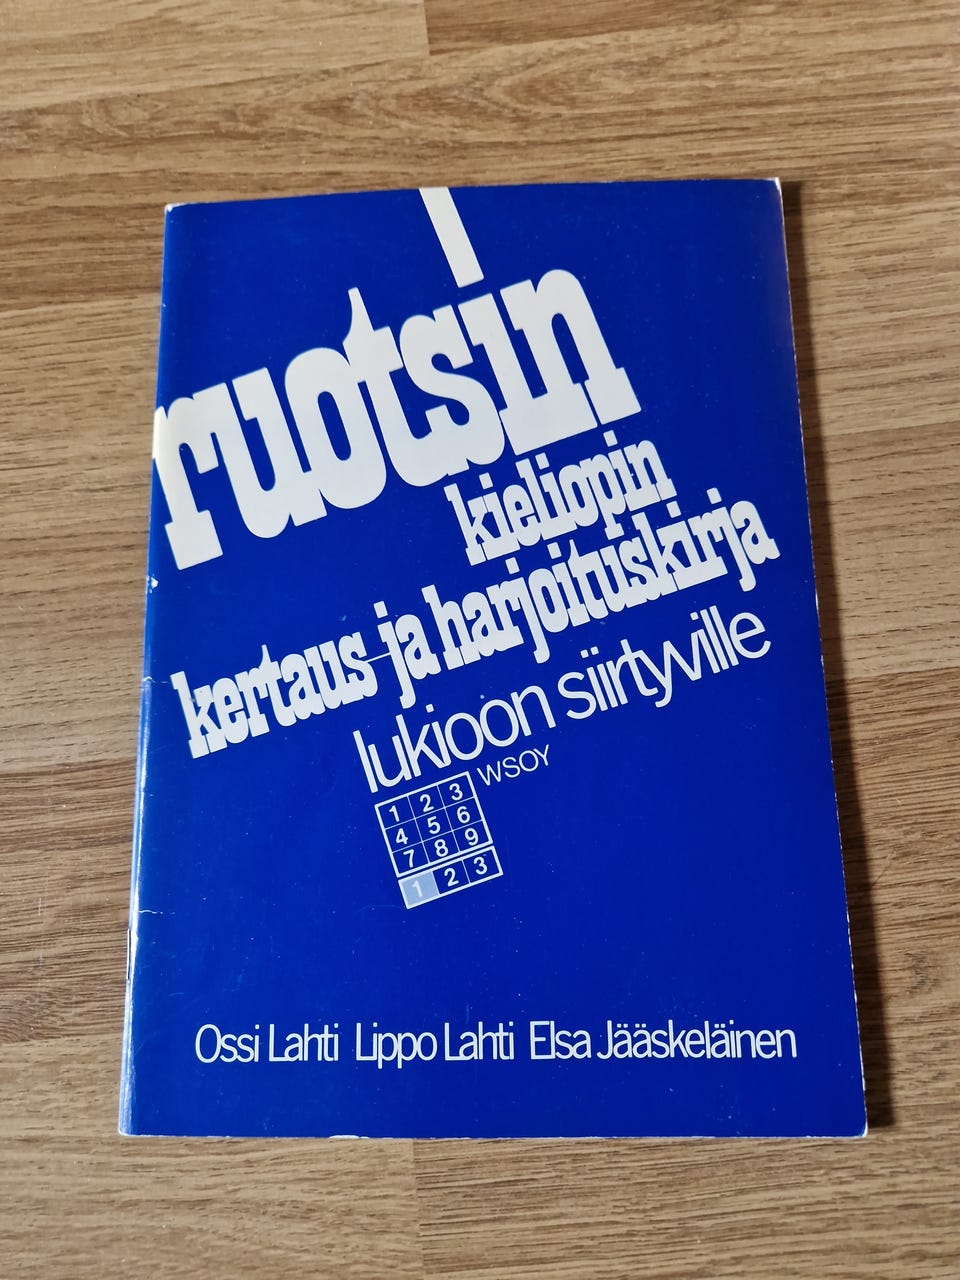 ruotsin
kieliopin
kertaus- ja harjoituskirja
lukioon siirtyville
WSOY
1 2 3
4 5 6
7 8 9
1 2 3
Ossi Lahti Lippo Lahti Elsa Jääskeläinen